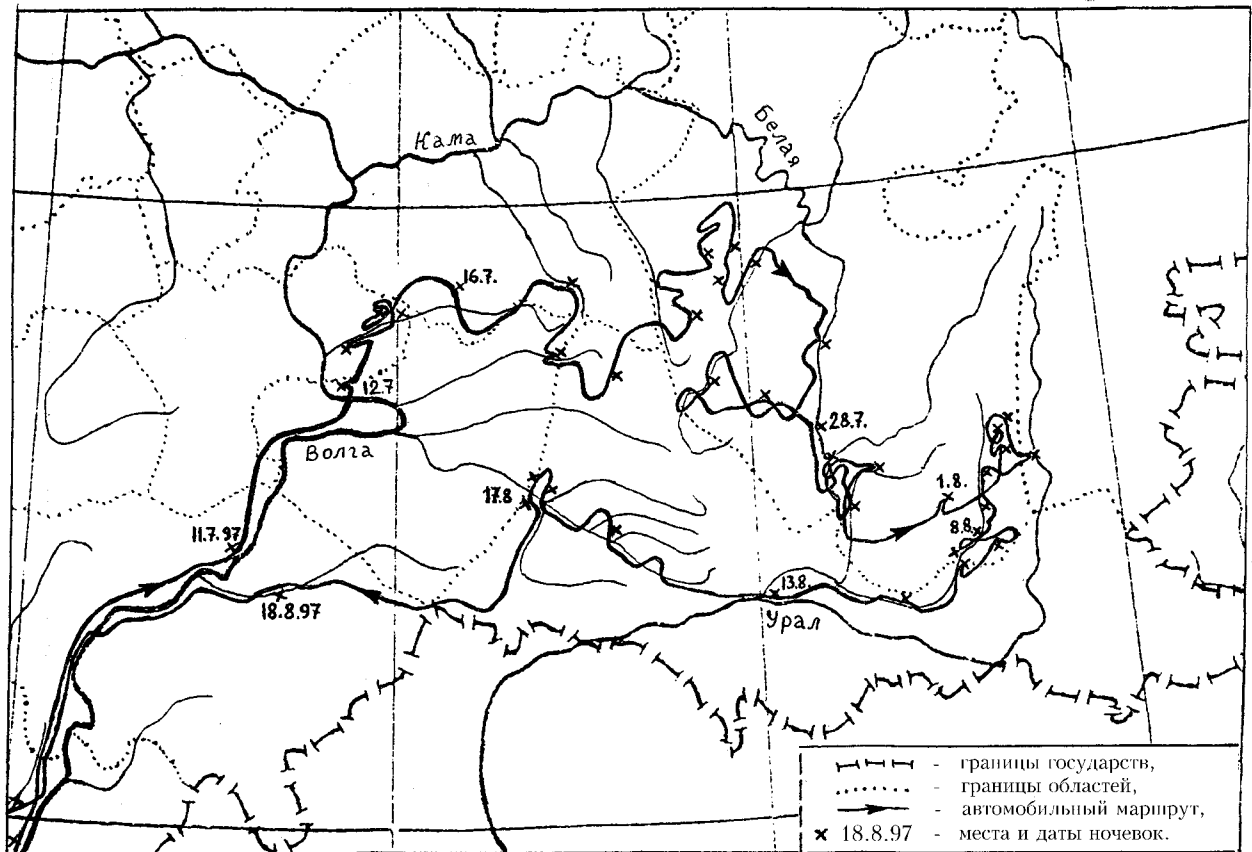 Кама
Белая
16.7.
12.7
Волга
28.7.
17.8
1.8.
11.7.97
8.8.
13.8.
18.8.97
Урал
- границы государств,
- границы областей,
- автомобильный маршрут,
× 18.8.97 - места и даты ночевок.